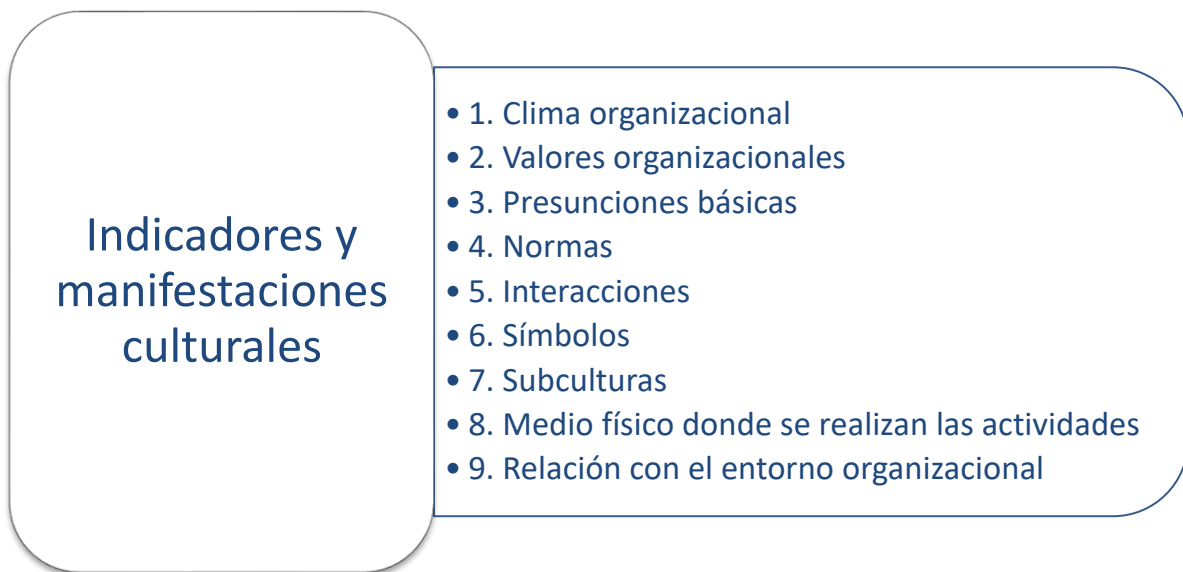 Indicadores y
manifestaciones
culturales
• 1. Clima organizacional
• 2. Valores organizacionales
• 3. Presunciones básicas
• 4. Normas
• 5. Interacciones
• 6. Símbolos
• 7. Subculturas
• 8. Medio físico donde se realizan las actividades
• 9. Relación con el entorno organizacional